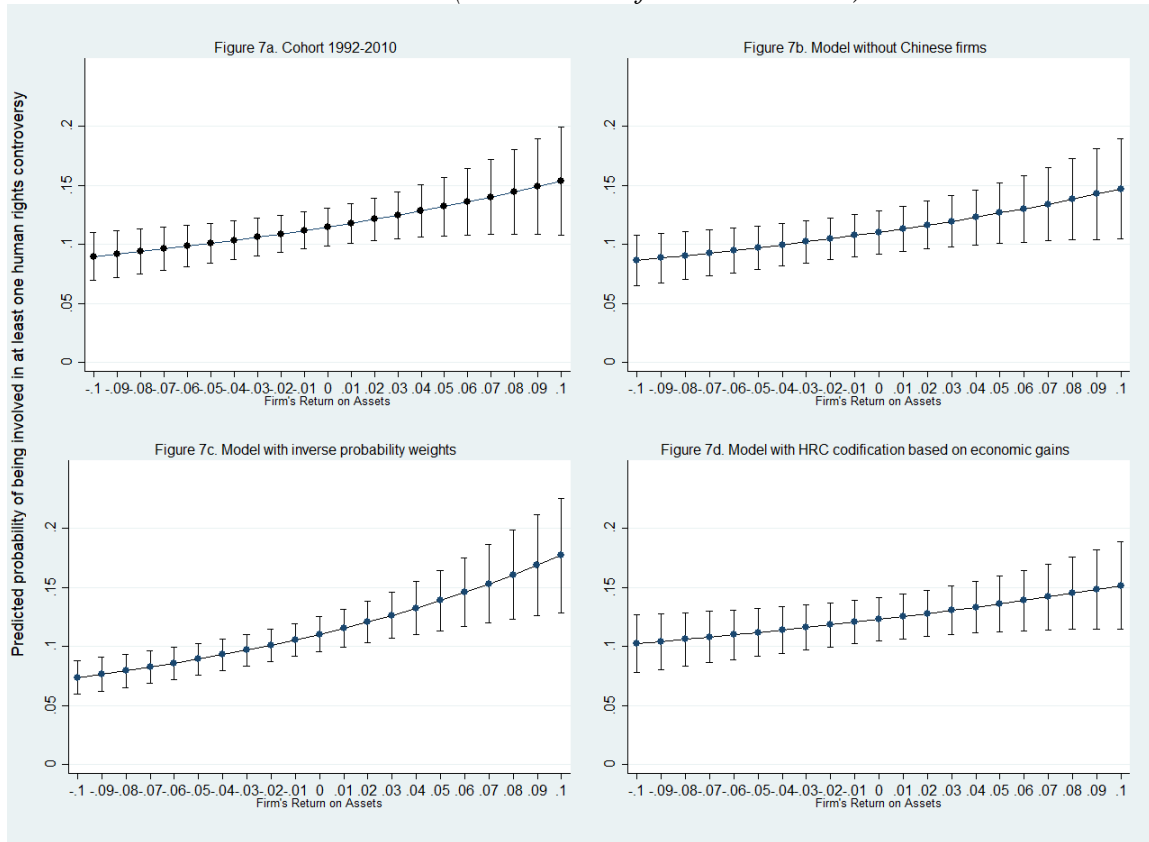 Figure 7a. Cohort 1992-2010
Figure 7b. Model without Chinese firms
Predicted probability of being involved in at least one human rights controversy
.2
.15
.1
.05
0
-.1 -.09 -.08 -.07 -.06 -.05 -.04 -.03 -.02 -.01 0 .01 .02 .03 .04 .05 .06 .07 .08 .09 .1
Firm's Return on Assets
.2
.15
.1
.05
0
-.1 -.09 -.08 -.07 -.06 -.05 -.04 -.03 -.02 -.01 0 .01 .02 .03 .04 .05 .06 .07 .08 .09 .1
Firm's Return on Assets
Figure 7c. Model with inverse probability weights
Figure 7d. Model with HRC codification based on economic gains
.2
.15
.1
.05
0
-.1 -.09 -.08 -.07 -.06 -.05 -.04 -.03 -.02 -.01 0 .01 .02 .03 .04 .05 .06 .07 .08 .09 .1
Firm's Return on Assets
.2
.15
.1
.05
0
-.1 -.09 -.08 -.07 -.06 -.05 -.04 -.03 -.02 -.01 0 .01 .02 .03 .04 .05 .06 .07 .08 .09 .1
Firm's Return on Assets